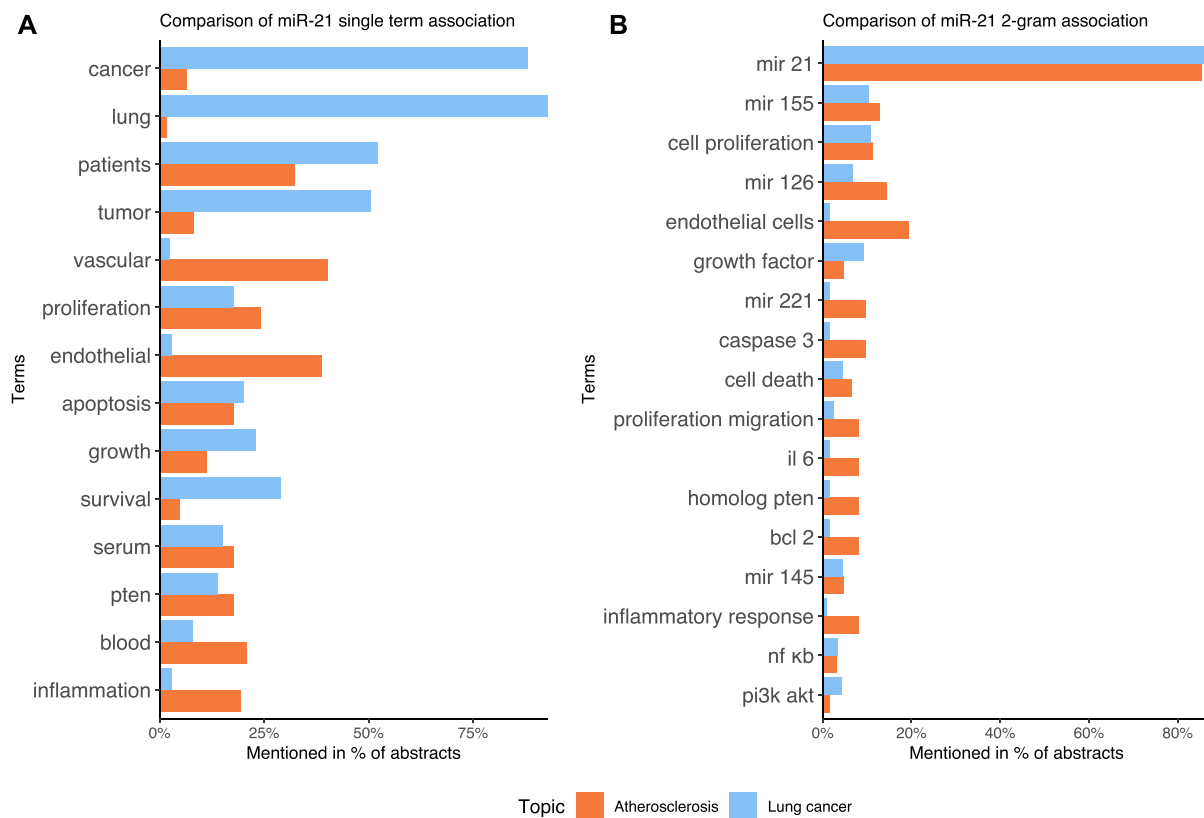 A
Comparison of miR-21 single term association
cancer
lung
patients
tumor
vascular
proliferation
endothelial
apoptosis
growth
survival
serum
pten
blood
inflammation
Terms
0%
25%
50%
75%
Mentioned in % of abstracts
B
Comparison of miR-21 2-gram association
mir 21
mir 155
cell proliferation
mir 126
endothelial cells
growth factor
mir 221
caspase 3
cell death
proliferation migration
il 6
homolog pten
bcl 2
mir 145
inflammatory response
nf κb
pi3k akt
Terms
0%
20%
40%
60%
80%
Mentioned in % of abstracts
Topic
Atherosclerosis
Lung cancer